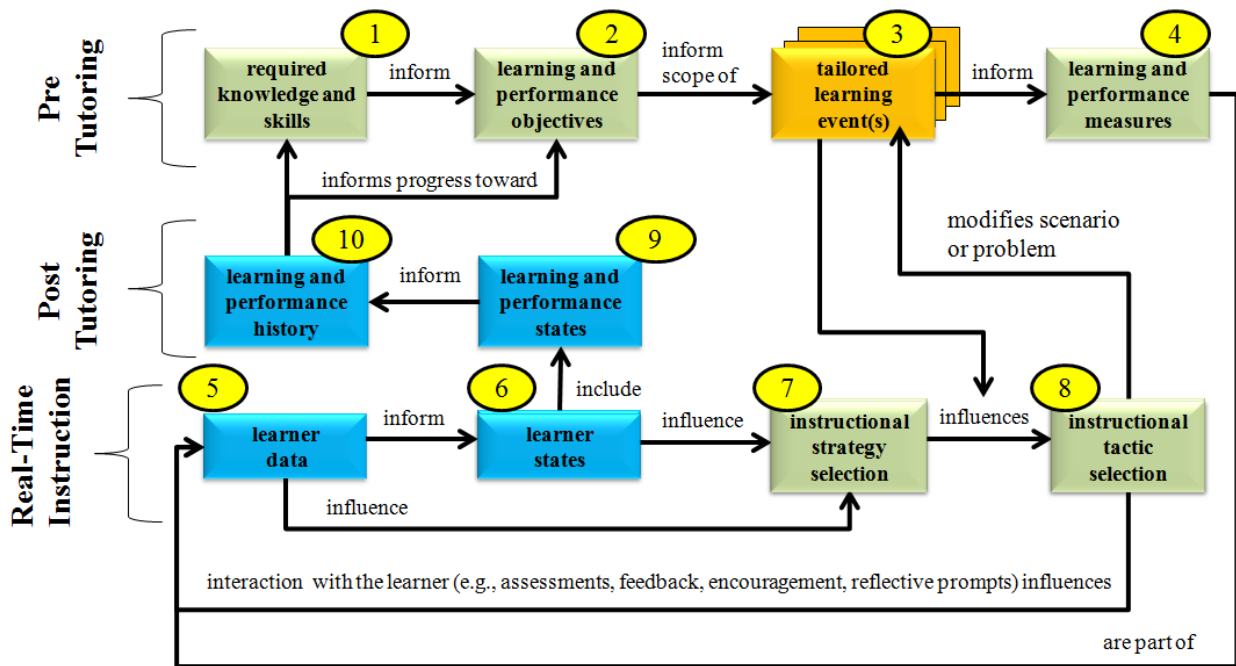 Pre
Tutoring
1
required
knowledge and
skills
inform
2
learning and
performance
objectives
inform
scope of
3
tailored
learning
event(s)
inform
4
learning and
performance
measures
informs progress toward
modifies scenario
or problem
Post
Tutoring
10
learning and
performance
history
inform
9
learning and
performance
states
include
Real-Time
Instruction
5
learner
data
inform
6
learner
states
influence
7
instructional
strategy
selection
influences
8
instructional
tactic
selection
influence
interaction with the learner (e.g., assessments, feedback, encouragement, reflective prompts) influences
are part of